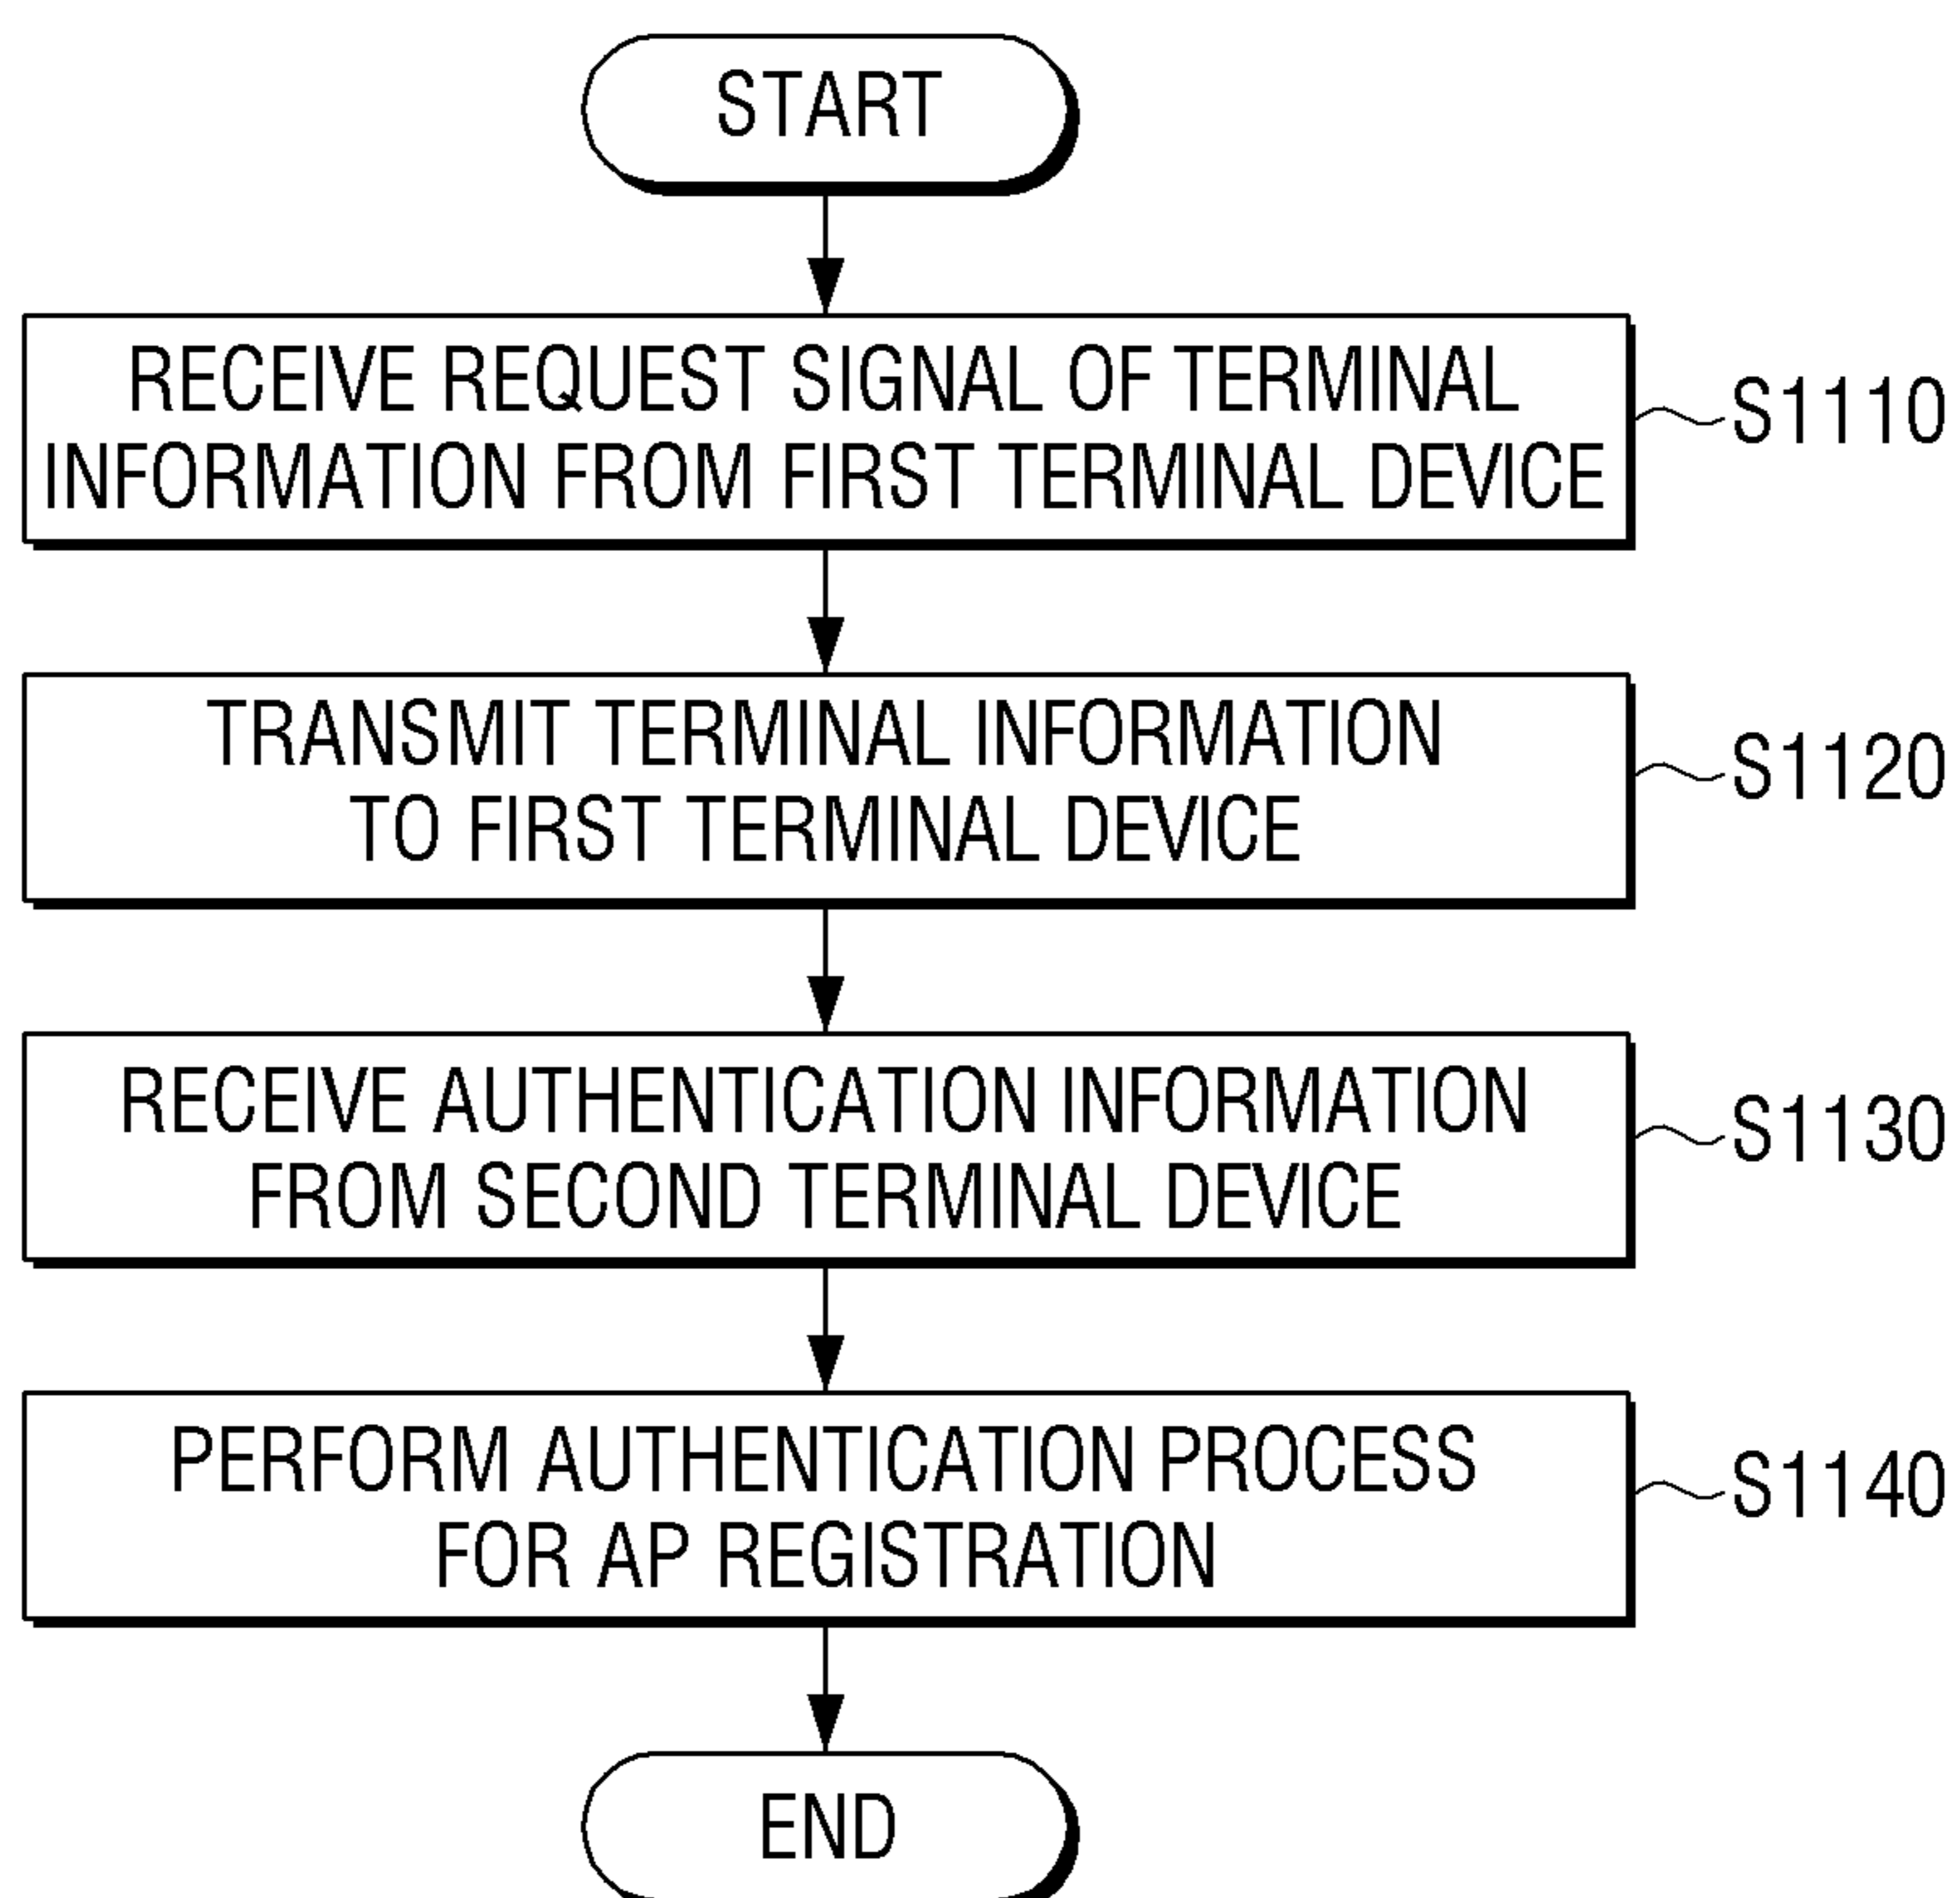 START
RECEIVE REQUEST SIGNAL OF TERMINAL
INFORMATION FROM FIRST TERMINAL DEVICE
S1110
TRANSMIT TERMINAL INFORMATION
TO FIRST TERMINAL DEVICE
S1120
RECEIVE AUTHENTICATION INFORMATION
FROM SECOND TERMINAL DEVICE
S1130
PERFORM AUTHENTICATION PROCESS
FOR AP REGISTRATION
S1140
END